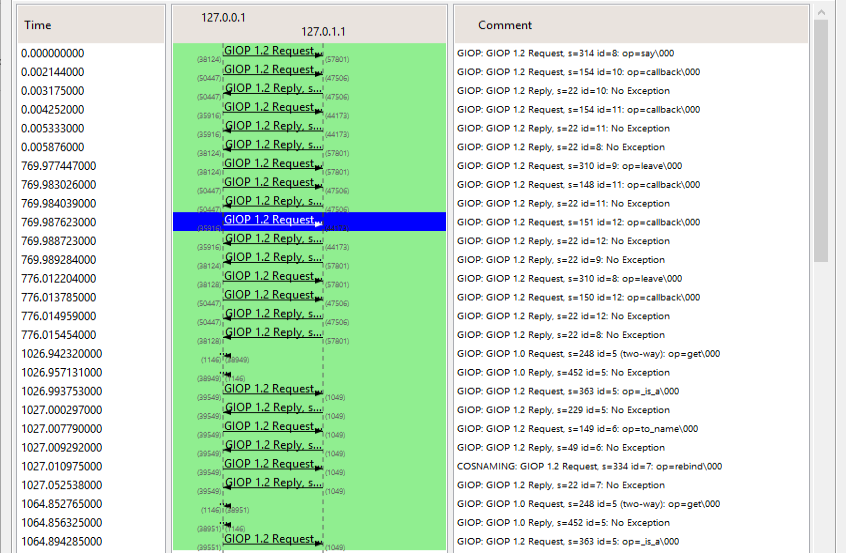 Time 127.0.0.1 127.0.1.1 Comment
0.000000000 GIOP 1.2 Request GIOP: GIOP 1.2 Request, s=314 id=8: op=say\000
(38124) (57801)
0.002144000 GIOP 1.2 Request GIOP: GIOP 1.2 Request, s=154 id=10: op=callback\000
(50447) (47506)
0.003175000 GIOP 1.2 Reply, s... GIOP: GIOP 1.2 Reply, s=22 id=10: No Exception
(50447) (47506)
0.004252000 GIOP 1.2 Request GIOP: GIOP 1.2 Request, s=154 id=11: op=callback\000
(35916) (44173)
0.005333000 GIOP 1.2 Reply, s... GIOP: GIOP 1.2 Reply, s=22 id=11: No Exception
(35916) (44173)
0.005876000 GIOP 1.2 Reply, s... GIOP: GIOP 1.2 Reply, s=22 id=8: No Exception
(38124) (57801)
769.977447000 GIOP 1.2 Request GIOP: GIOP 1.2 Request, s=310 id=9: op=leave\000
(38124) (57801)
769.983026000 GIOP 1.2 Request GIOP: GIOP 1.2 Request, s=148 id=11: op=callback\000
(50447) (47506)
769.984039000 GIOP 1.2 Reply, s... GIOP: GIOP 1.2 Reply, s=22 id=11: No Exception
(50447) (47506)
769.987623000 GIOP 1.2 Request GIOP: GIOP 1.2 Request, s=151 id=12: op=callback\000
(35916)
769.988723000 GIOP 1.2 Reply, s... GIOP: GIOP 1.2 Reply, s=22 id=12: No Exception
(35916) (44173)
769.989284000 GIOP 1.2 Reply, s... GIOP: GIOP 1.2 Reply, s=22 id=9: No Exception
(38124) (57801)
776.012204000 GIOP 1.2 Request GIOP: GIOP 1.2 Request, s=310 id=8: op=leave\000
(38128) (57801)
776.013785000 GIOP 1.2 Request GIOP: GIOP 1.2 Request, s=150 id=12: op=callback\000
(50447) (47506)
776.014959000 GIOP 1.2 Reply, s... GIOP: GIOP 1.2 Reply, s=22 id=12: No Exception
(50447) (47506)
776.015454000 GIOP 1.2 Reply, s... GIOP: GIOP 1.2 Reply, s=22 id=8: No Exception
(38128) (57801)
1026.942320000 GIOP: GIOP 1.0 Request, s=248 id=5 (two-way): op=get\000
(1146) (38949)
1026.957131000 GIOP: GIOP 1.0 Reply, s=452 id=5: No Exception
(38949) (1146)
1026.993753000 GIOP 1.2 Request GIOP: GIOP 1.2 Request, s=363 id=5: op=_is_a\000
(39549) (1049)
1027.000297000 GIOP 1.2 Reply, s... GIOP: GIOP 1.2 Reply, s=229 id=5: No Exception
(39549) (1049)
1027.007790000 GIOP 1.2 Request GIOP: GIOP 1.2 Request, s=149 id=6: op=to_name\000
(39549) (1049)
1027.009292000 GIOP 1.2 Reply, s... GIOP: GIOP 1.2 Reply, s=49 id=6: No Exception
(39549) (1049)
1027.010975000 GIOP 1.2 Request COSNAMING: GIOP 1.2 Request, s=334 id=7: op=rebind\000
(39549) (1049)
1027.052538000 GIOP 1.2 Reply, s... GIOP: GIOP 1.2 Reply, s=22 id=7: No Exception
(39549) (1049)
1064.852765000 GIOP: GIOP 1.0 Request, s=248 id=5 (two-way): op=get\000
(1146) (38951)
1064.856325000 GIOP: GIOP 1.0 Reply, s=452 id=5: No Exception
(38951) (1146)
1064.894285000 GIOP 1.2 Request GIOP: GIOP 1.2 Request, s=363 id=5: op=_is_a\000
(39551) (1049)